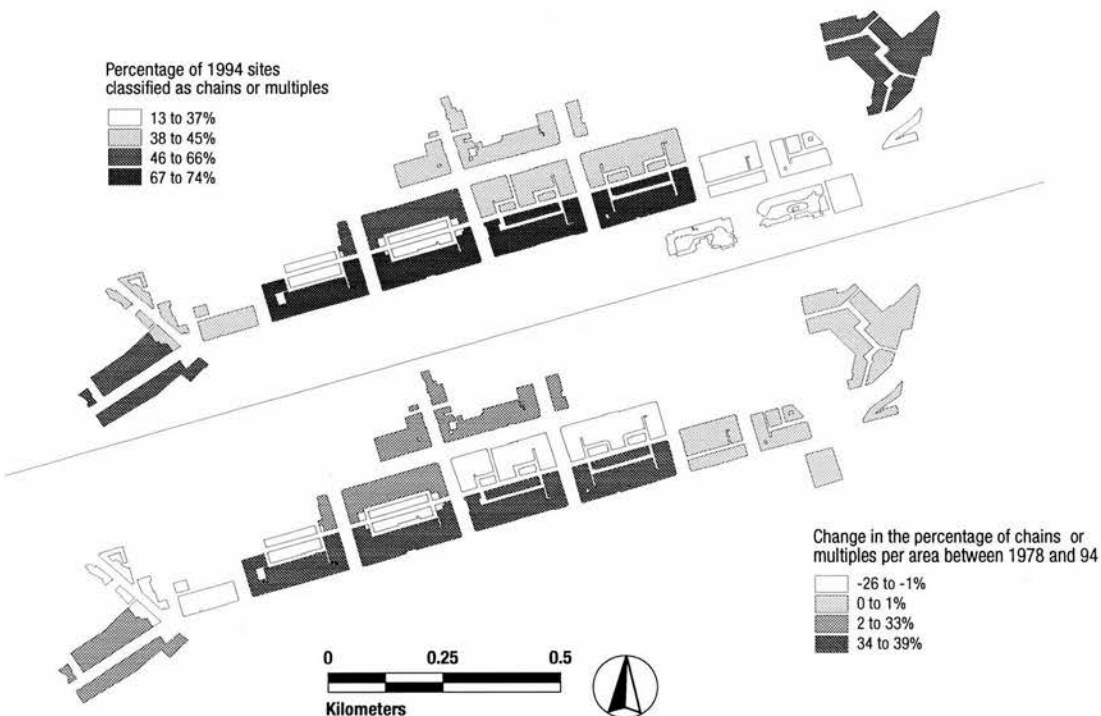 Percentage of 1994 sites
classified as chains or multiples
13 to 37%
38 to 45%
46 to 66%
67 to 74%
Change in the percentage of chains or
multiples per area between 1978 and 94
-26 to -1%
0 to 1%
2 to 33%
34 to 39%
0 0.25 0.5
Kilometers